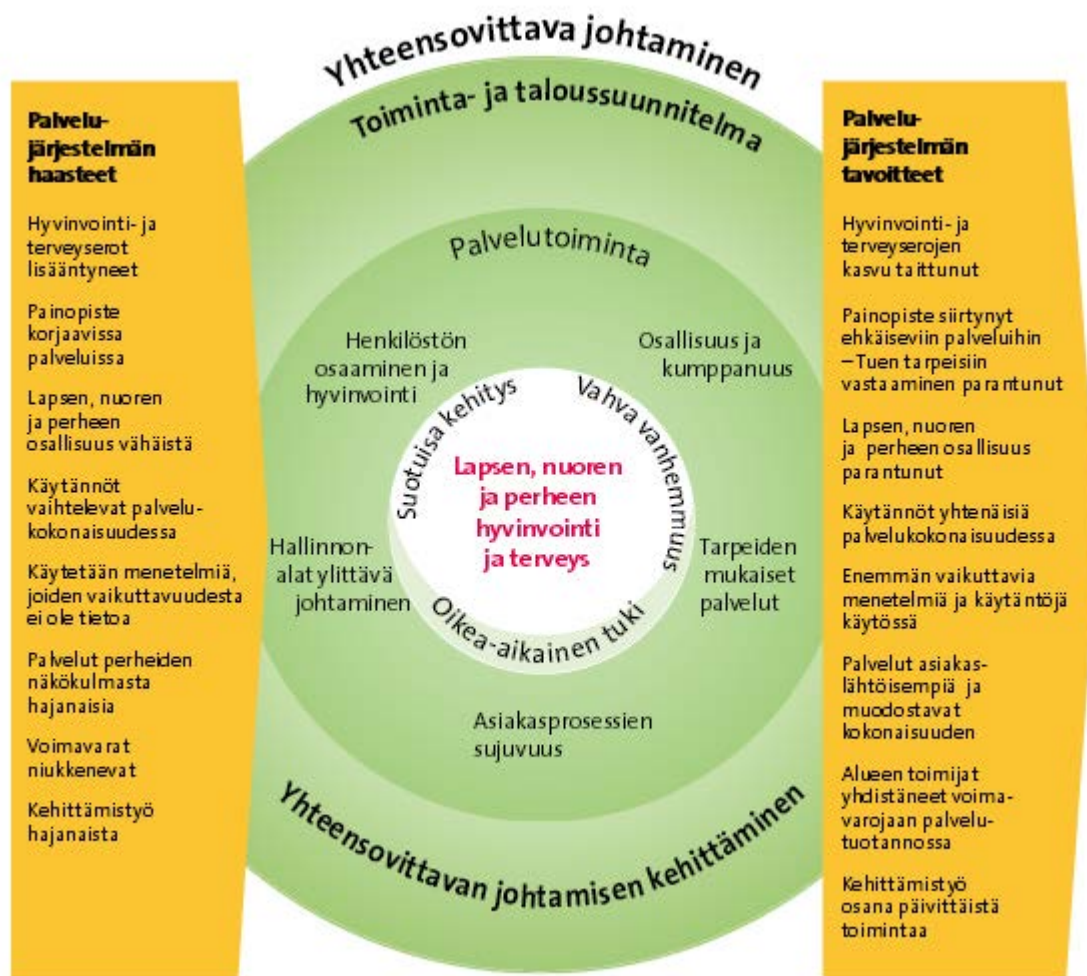 Yhteensovittava johtaminen
Toiminta- ja taloussuunnitelma
Palvelu-
järjestelmän
haasteet
Hyvinvointi- ja
terveyserot
lisääntyneet
Painopiste
korjaavissa
palveluissa
Lapsen, nuoren
ja perheen
osallisuus vähäistä
Käytännöt
vaihtelevat palvelu-
kokonaisuudessa
Käytetään menetelmiä,
joiden vaikuttavuudesta
ei ole tietoa
Palvelut perheiden
näkökulmasta
hajanaisia
Voimavarat
niukkenevat
Kehittämistyö
hajanaista
Palvelutoiminta
Henkilöstön
osaaminen ja
hyvinvointi
Osallisuus ja
kumppanuus
Suotuisa kehitys
Vahva vanhemmuus
Lapsen, nuoren
ja perheen
hyvinvointi
ja terveys
Hallinnon-
alat ylittävä
johtaminen
Tarpeiden
mukaiset
palvelut
Oikea-aikainen tuki
Asiakasprosessien
sujuvuus
Yhteensovittavan johtamisen kehittäminen
Palvelu-
järjestelmän
tavoitteet
Hyvinvointi- ja
terveyserojen
kasvu taittunut
Painopiste siirtynyt
ehkäiseviin palveluihin
– Tuen tarpeisiin
vastaaminen parantunut
Lapsen, nuoren
ja perheen osallisuus
parantunut
Käytännöt yhtenäisiä
palvelukokonaisuudessa
Enemmän vaikuttavia
menetelmiä ja käytäntöjä
käytössä
Palvelut asiakas-
lähtöisempiä ja
muodostavat
kokonaisuuden
Alueen toimijat
yhdistäneet voima-
varojaan palvelu-
tuotannossa
Kehittämistyö
osana päivittäistä
toimintaa